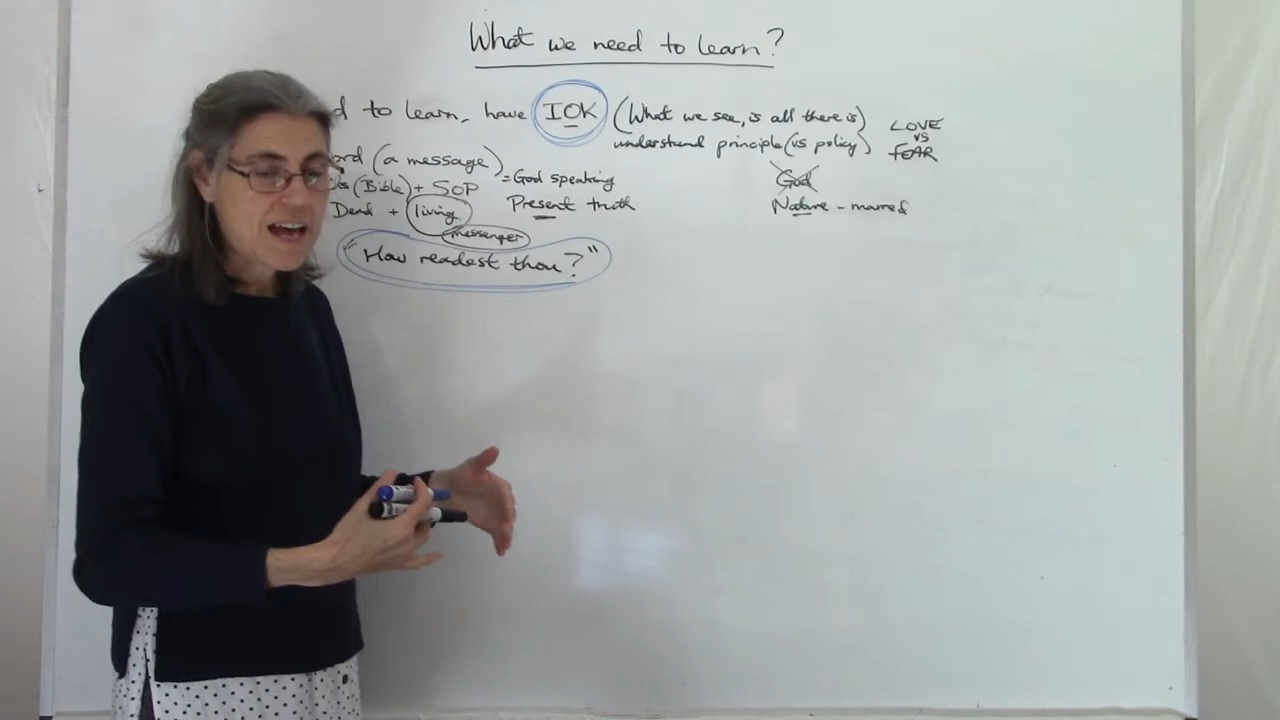 What we need to learn?
d to learn, have IOK (What we see, is all there is)
understand principle (vs policy)
LOVE
vs
FEAR
ord (a message)
= God speaking
ts (Bible) + SOP
Dead + living
Present truth
messenger
"How readest thou?"
God
Nature - marred